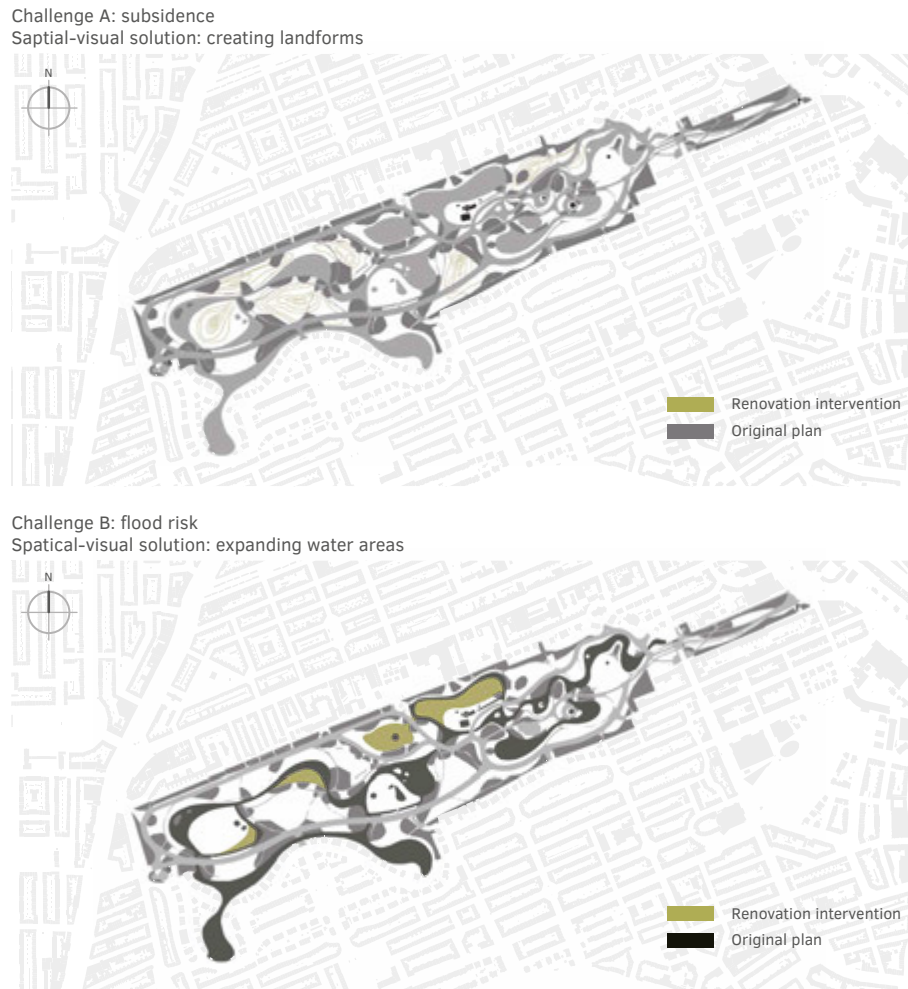 Challenge A: subsidence
Saptial-visual solution: creating landforms
N
Renovation intervention
Original plan
Challenge B: flood risk
Spatical-visual solution: expanding water areas
N
Renovation intervention
Original plan